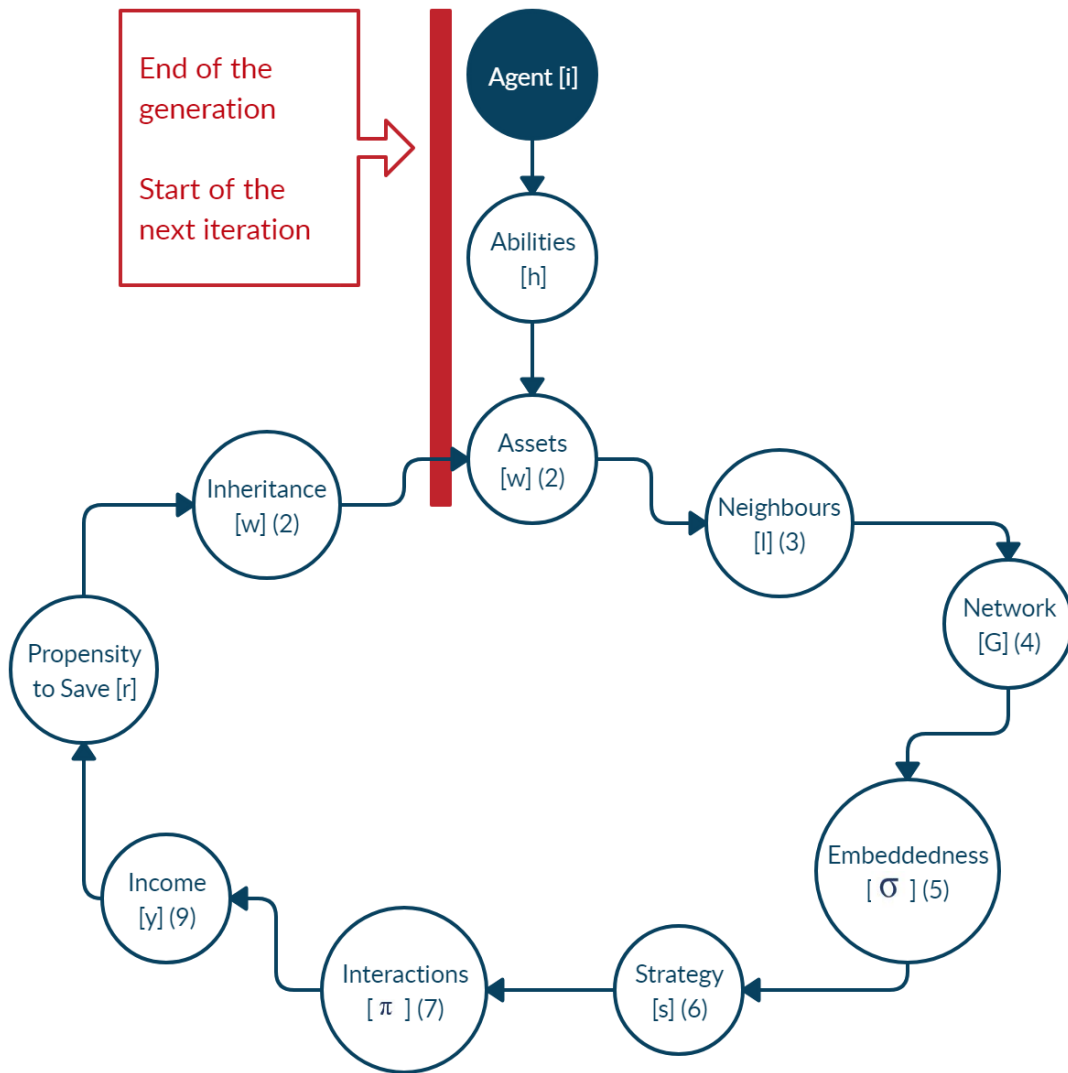 End of the
generation
Start of the
next iteration
Agent [i]
Abilities
[h]
Assets
[w] (2)
Neighbours
[l] (3)
Network
[G] (4)
Embeddedness
[ σ ] (5)
Strategy
[s] (6)
Interactions
[ π ] (7)
Income
[y] (9)
Propensity
to Save [r]
Inheritance
[w] (2)